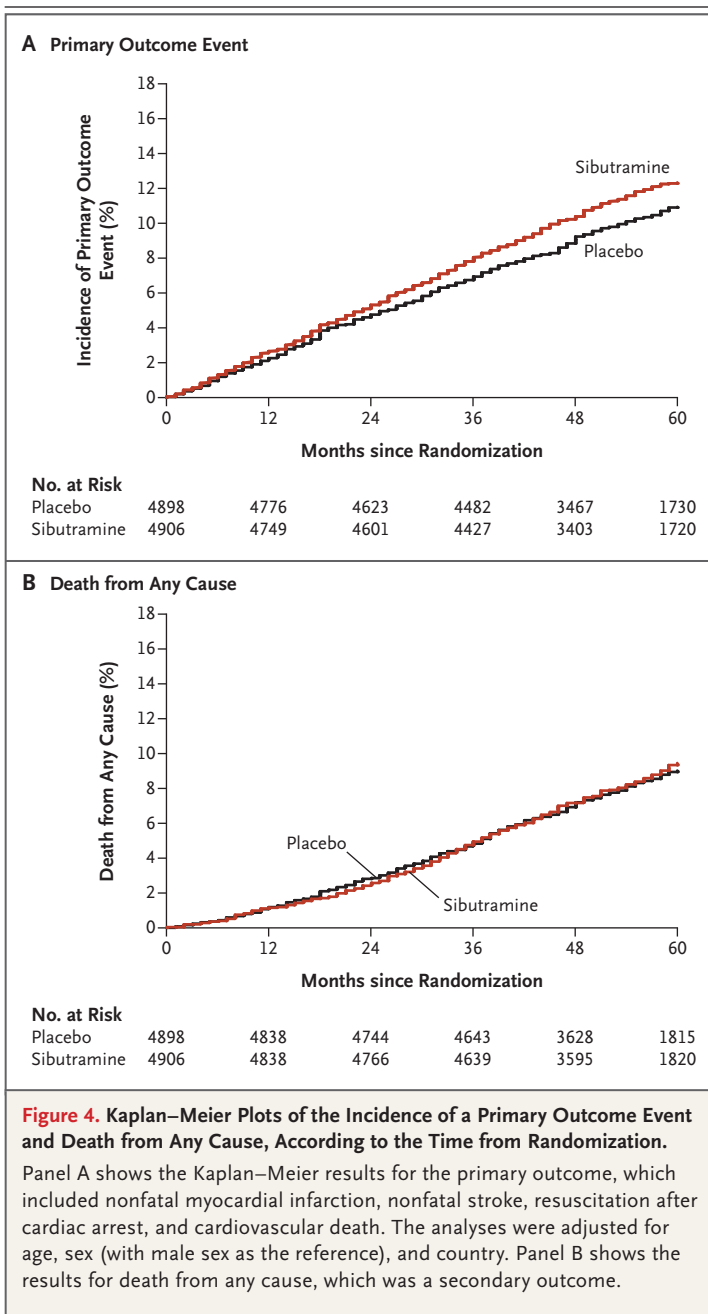 A Primary Outcome Event
18
16
14
12
10
8
6
4
2
0
Incidence of Primary Outcome
Event (%)
Sibutramine
Placebo
0 12 24 36 48 60
Months since Randomization
No. at Risk
Placebo 4898 4776 4623 4482 3467 1730
Sibutramine 4906 4749 4601 4427 3403 1720
B Death from Any Cause
18
16
14
12
10
8
6
4
2
0
Death from Any Cause (%)
Placebo
Sibutramine
0 12 24 36 48 60
Months since Randomization
No. at Risk
Placebo 4898 4838 4744 4643 3628 1815
Sibutramine 4906 4838 4766 4639 3595 1820
Figure 4. Kaplan–Meier Plots of the Incidence of a Primary Outcome Event
and Death from Any Cause, According to the Time from Randomization.
Panel A shows the Kaplan–Meier results for the primary outcome, which
included nonfatal myocardial infarction, nonfatal stroke, resuscitation after
cardiac arrest, and cardiovascular death. The analyses were adjusted for
age, sex (with male sex as the reference), and country. Panel B shows the
results for death from any cause, which was a secondary outcome.